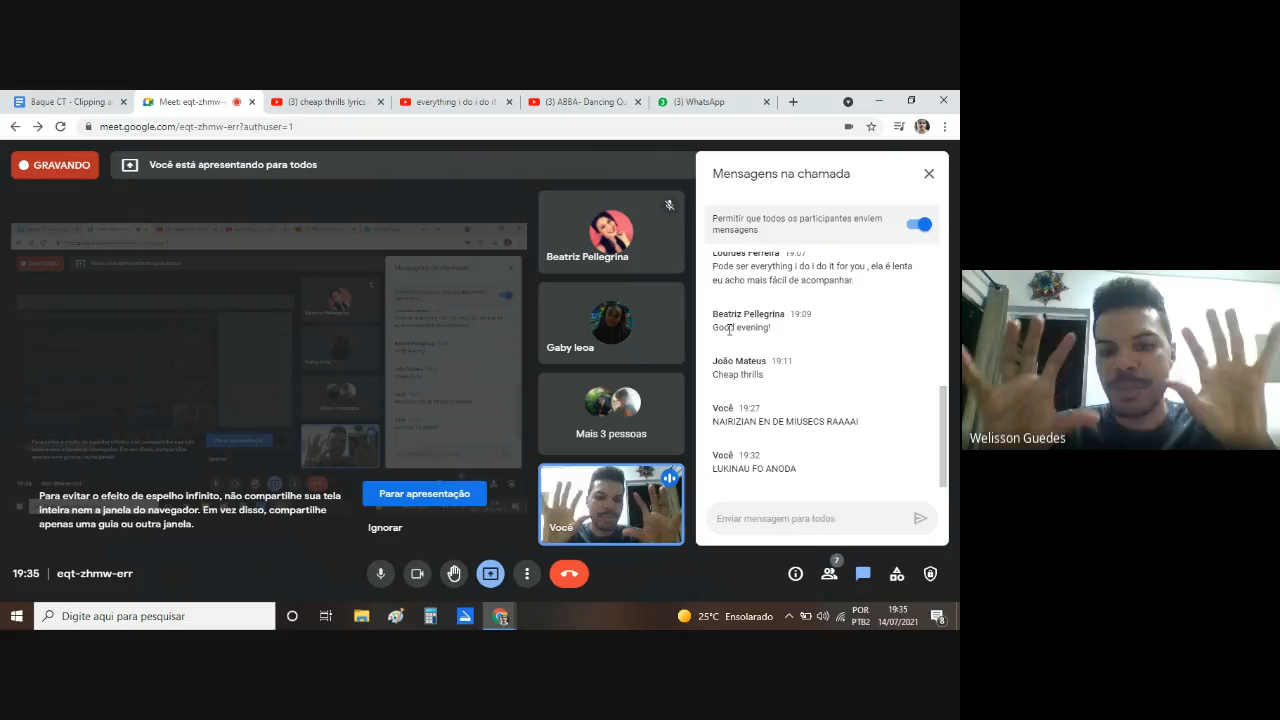 Baque CT - Clipping a
Meet: eqt-zhmw-
(3) cheap thrills lyrics -
everything i do i do it f
(3) ABBA- Dancing Qu
(3) WhatsApp
meet.google.com/eqt-zhmw-err?authuser=1
GRAVANDO
Você está apresentando para todos
Mensagens na chamada
Permitir que todos os participantes enviem
mensagens
Lourdes Ferreira 19:07
Pode ser everything i do i do it for you , ela é lenta
eu acho mais fácil de acompanhar.
Beatriz Pellegrina 19:09
Good evening!
João Mateus 19:11
Cheap thrills
Você 19:27
NAIRIZIAN EN DE MIUSECS RAAAAI
Você 19:32
LUKINAU FO ANODA
Enviar mensagem para todos
Beatriz Pellegrina
Gaby leoa
Mais 3 pessoas
Você
Para evitar o efeito de espelho infinito, não compartilhe sua tela
inteira nem a janela do navegador. Em vez disso, compartilhe
apenas uma guia ou outra janela.
Parar apresentação
Ignorar
19:35 | eqt-zhmw-err
7
Digite aqui para pesquisar
25°C Ensolarado
POR
PTB2
19:35
14/07/2021
8
Welisson Guedes